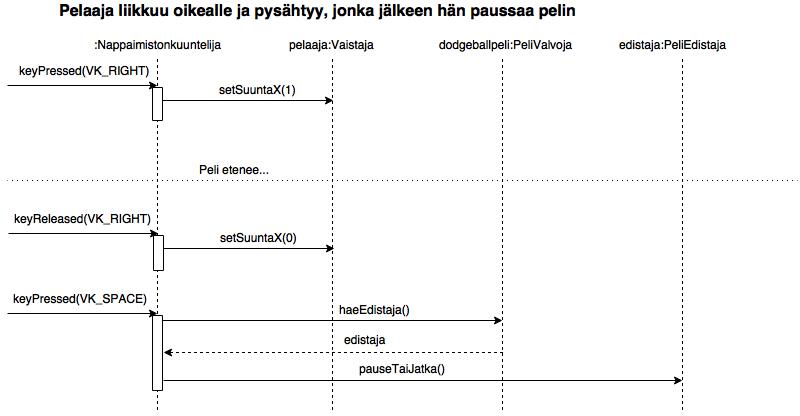 Pelaaja liikkuu oikealle ja pysähtyy, jonka jälkeen hän paussaa pelin
:Nappaimistonkuuntelija pelaaja:Vaistaja dodgeballpeli:PeliValvoja edistaja:PeliEdistaja
keyPressed(VK_RIGHT)
setSuuntaX(1)
Peli etenee...
keyReleased(VK_RIGHT)
setSuuntaX(0)
keyPressed(VK_SPACE)
haeEdistaja()
edistaja
pauseTaiJatka()